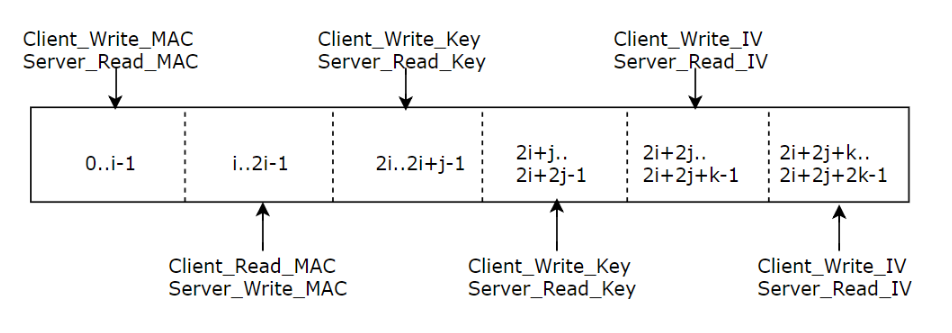 Client_Write_MAC
Server_Read_MAC
Client_Write_Key
Server_Read_Key
Client_Write_IV
Server_Read_IV
0..i-1
i..2i-1
2i..2i+j-1
2i+j..
2i+2j-1
2i+2j..
2i+2j+k-1
2i+2j+k..
2i+2j+2k-1
Client_Read_MAC
Server_Write_MAC
Client_Write_Key
Server_Read_Key
Client_Write_IV
Server_Read_IV